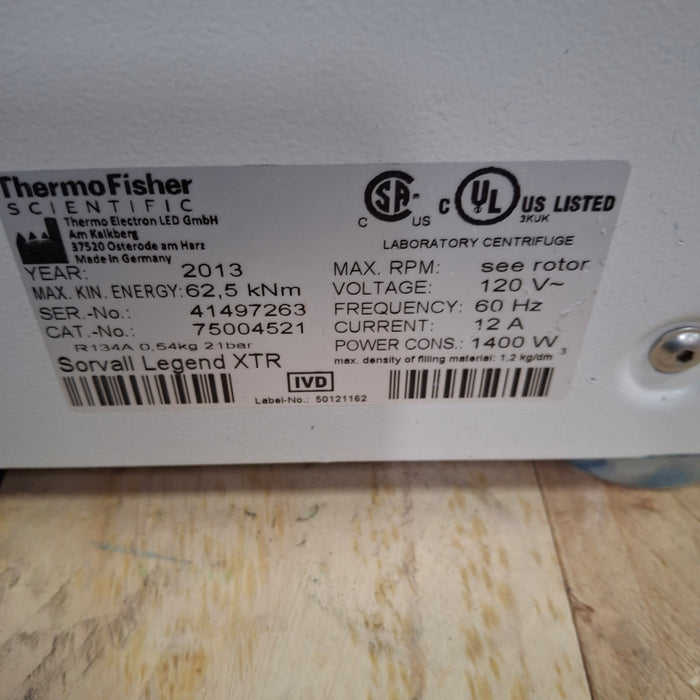 ThermoFisher
SCIENTIFIC
Thermo Electron LED GmbH
Am Kalkberg
37520 Osterode am Harz
Made in Germany
YEAR: 2013
MAX. KIN. ENERGY: 62,5 kNm
SER.-No.: 41497263
CAT.-No.: 75004521
R134A 0,54kg 21bar
Sorvall Legend XTR
IVD
Label-No.: 50121162
C SA US
C UL US LISTED
3KUK
LABORATORY CENTRIFUGE
MAX. RPM: see rotor
VOLTAGE: 120 V~
FREQUENCY: 60 Hz
CURRENT: 12 A
POWER CONS.: 1400 W
max. density of filling material: 1.2 kg/dm³